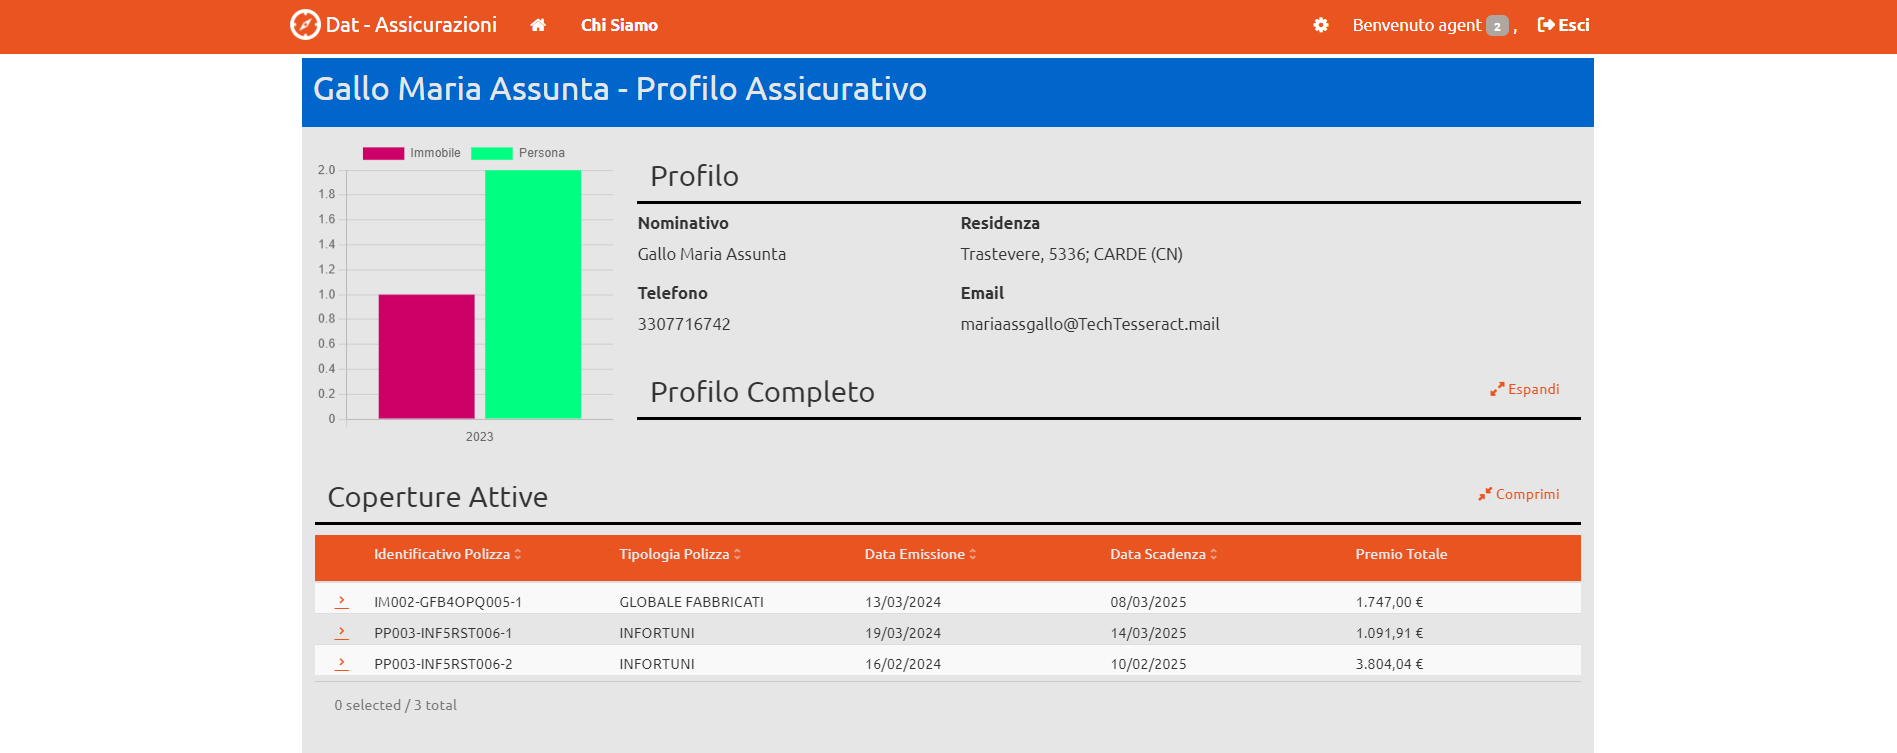 Dat - Assicurazioni Chi Siamo Benvenuto agent 2 , Esci
Gallo Maria Assunta - Profilo Assicurativo
Immobile Persona
2.0
1.8
1.6
1.4
1.2
1.0
0.8
0.6
0.4
0.2
0
2023
Profilo
Nominativo Residenza
Gallo Maria Assunta Trastevere, 5336; CARDE (CN)
Telefono Email
3307716742 mariaassgallo@TechTesseract.mail
Profilo Completo Espandi
Coperture Attive Comprimi
Identificativo Polizza Tipologia Polizza Data Emissione Data Scadenza Premio Totale
IM002-GFB4OPQ005-1 GLOBALE FABBRICATI 13/03/2024 08/03/2025 1.747,00 €
PP003-INF5RST006-1 INFORTUNI 19/03/2024 14/03/2025 1.091,91 €
PP003-INF5RST006-2 INFORTUNI 16/02/2024 10/02/2025 3.804,04 €
0 selected / 3 total